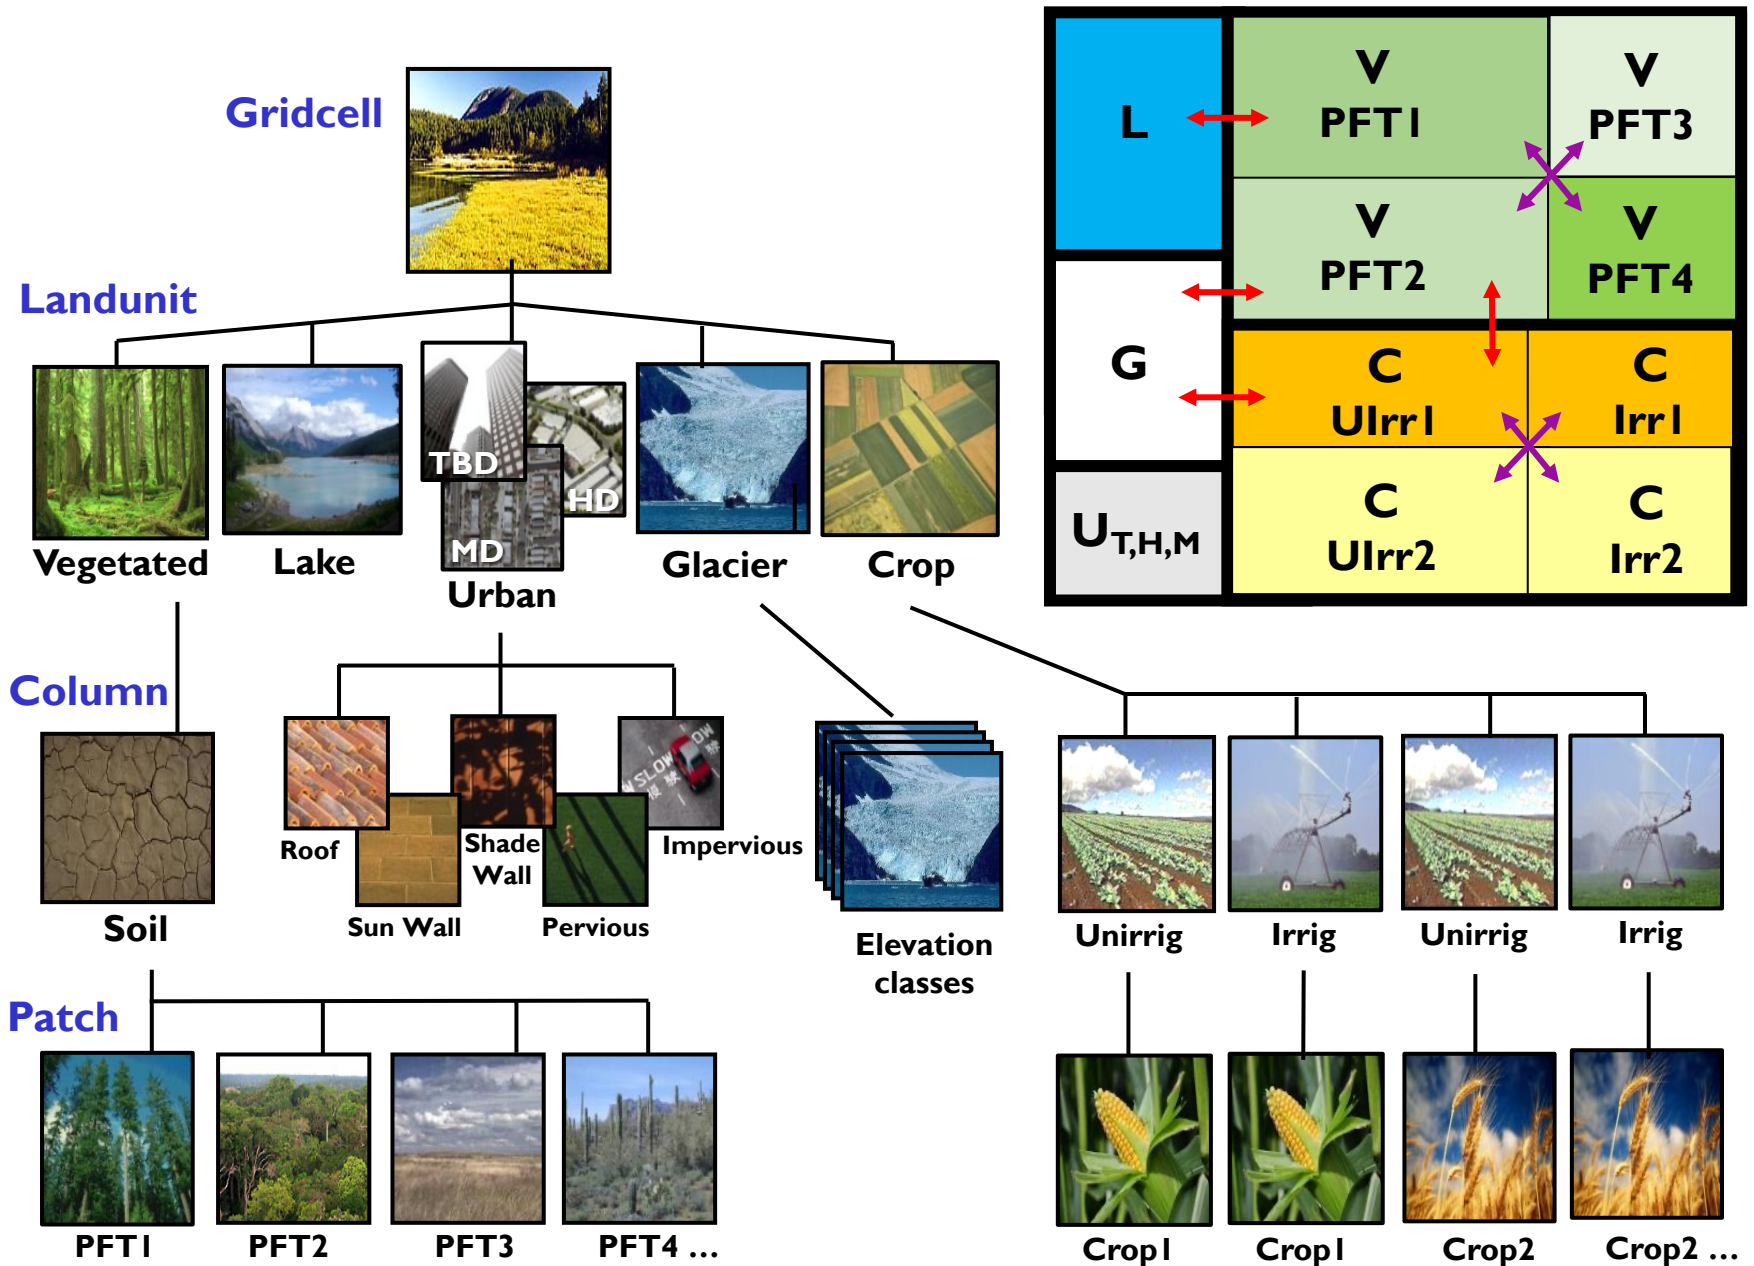 Gridcell
Landunit
TBD
HD
MD
Vegetated
Lake
Urban
Glacier
Crop
Column
Soil
Roof
Sun Wall
Shade
Wall
Pervious
SLOW
Impervious
Elevation
classes
Unirrig
Irrig
Unirrig
Irrig
Patch
PFT1
PFT2
PFT3
PFT4 ...
Crop1
Crop1
Crop2
Crop2 ...
L
G
U T,H,M
V
PFT1
V
PFT3
V
PFT2
V
PFT4
C
UIrr1
C
Irr1
C
UIrr2
C
Irr2